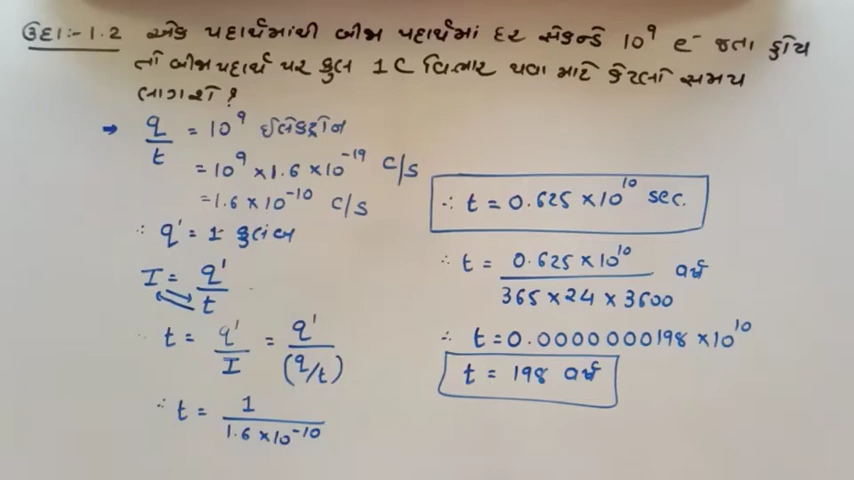 ઉદા:- 1.2 એક પદાર્થમાંથી બીજા પદાર્થમાં દર સેકન્ડે 10⁹ e⁻ જતા હોય
તો બીજા પદાર્થ પર કુલ 1 C વિ.ભાર થવા માટે કેટલો સમય
લાગશે?
→ q/t = 10⁹ ઈલેક્ટ્રોન
= 10⁹ × 1.6 × 10⁻¹⁹ C/S
= 1.6 × 10⁻¹⁰ C/S
∴ q' = 1 કુલંબ
I = q'/t
t = q'/I = q'/(q/t)
∴ t = 1/1.6 × 10⁻¹⁰
∴ t = 0.625 × 10¹⁰ sec.
∴ t = 0.625 × 10¹⁰/365 × 24 × 3600 વર્ષ
∴ t = 0.0000000198 × 10¹⁰
t = 198 વર્ષ